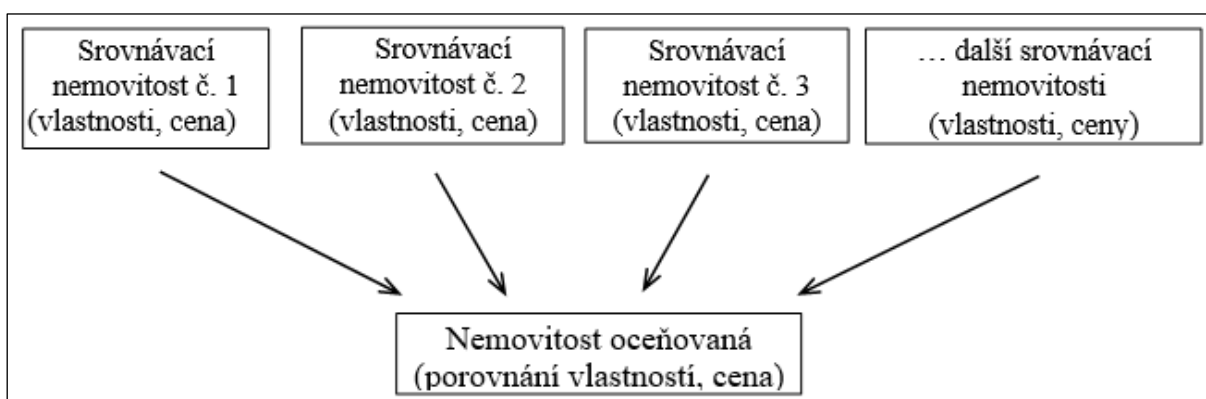 Srovnávací
nemovitost č. 1
(vlastnosti, cena)
Srovnávací
nemovitost č. 2
(vlastnosti, cena)
Srovnávací
nemovitost č. 3
(vlastnosti, cena)
… další srovnávací
nemovitosti
(vlastnosti, ceny)
Nemovitost oceňovaná
(porovnání vlastností, cena)